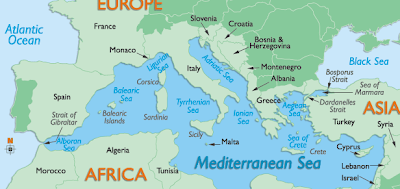 EUROPE
Slovenia
Croatia
Atlantic
Ocean
France
Bosnia &
Herzegovina
Monaco
Ligurian
Sea
Adriatic Sea
Black Sea
Italy
Montenegro
Corsica
Albania
Bosporus
Strait
Sea of
Marmara
Spain
Balearic
Sea
Tyrrhenian
Sea
Greece
Dardanelles
Strait
ASIA
Balearic
Islands
Sardinia
Ionian
Sea
Aegean
Sea
Turkey
Strait of
Gibraltar
Sea of
Crete
Syria
Alboran
Sea
Sicily
Malta
Crete
Cyprus
N
Algeria
Mediterranean Sea
Lebanon
Morocco
AFRICA
Tunisia
Israel